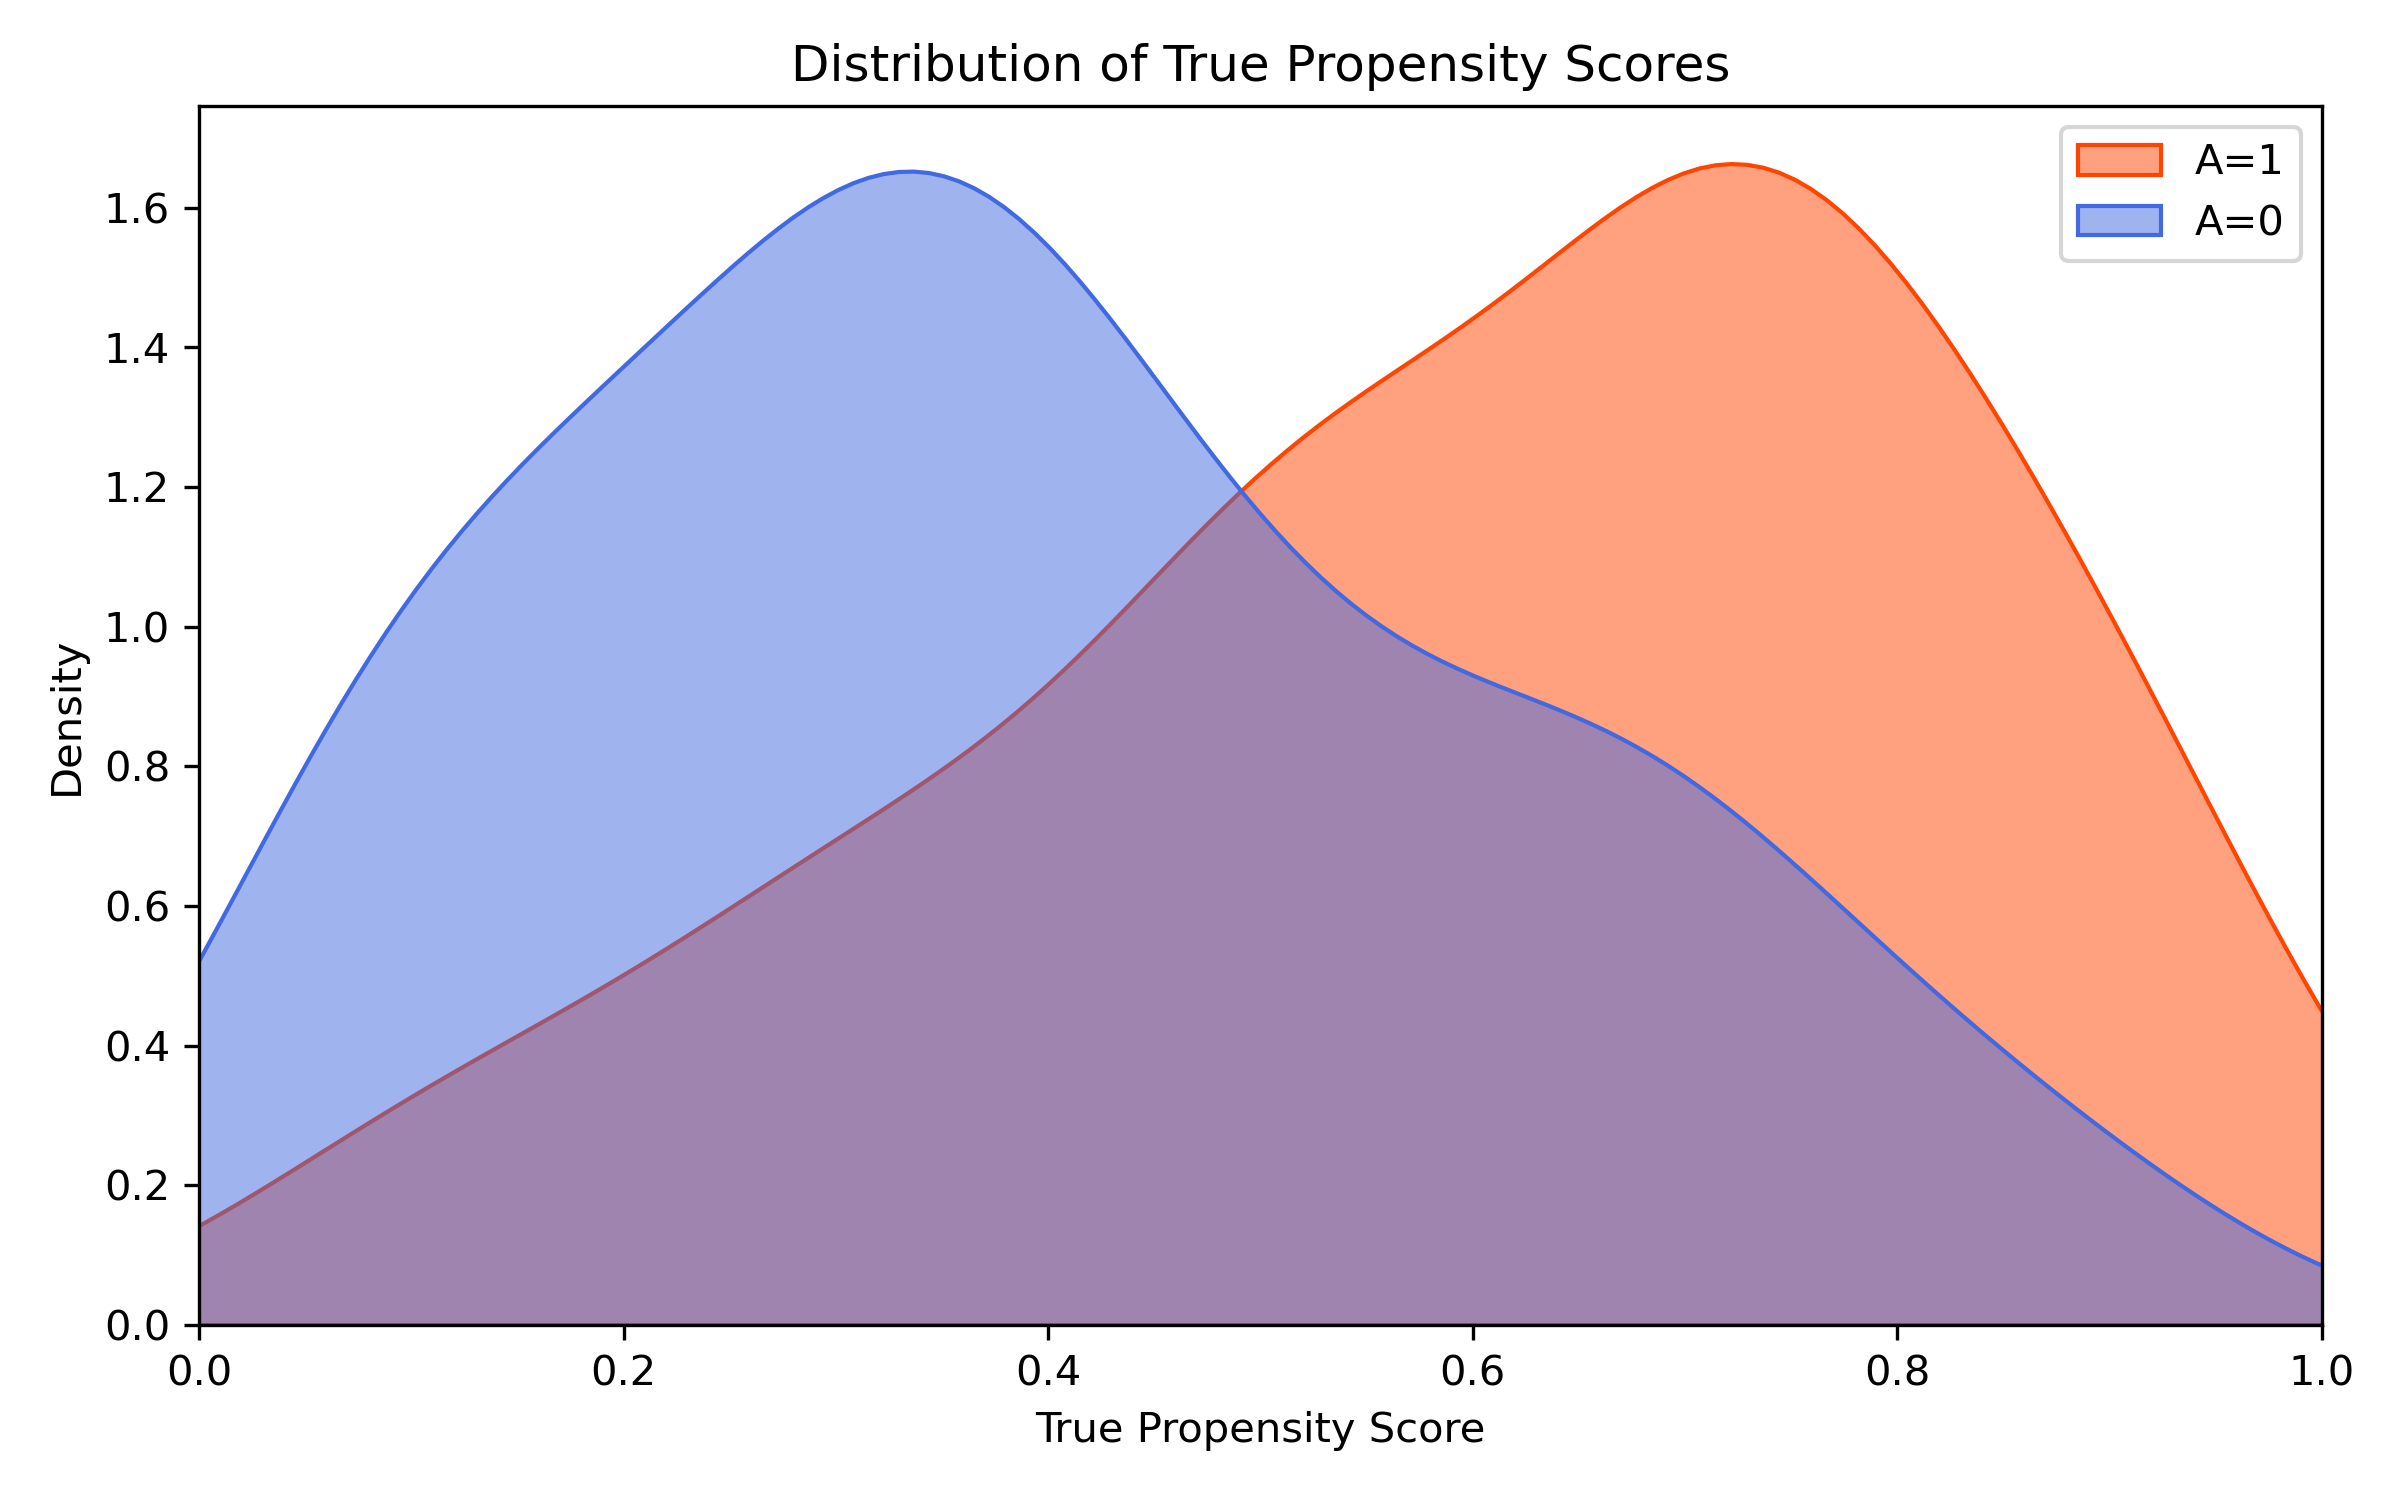 Distribution of True Propensity Scores
A=1
A=0
Density
1.6
1.4
1.2
1.0
0.8
0.6
0.4
0.2
0.0
0.0 0.2 0.4 0.6 0.8 1.0
True Propensity Score